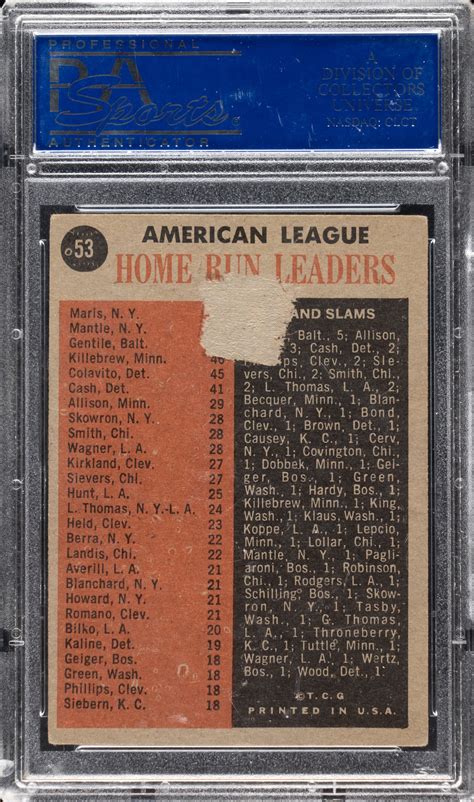 PROFESSIONAL
PSA
Sports
AUTHENTICATOR
A
DIVISION OF
COLLECTORS
UNIVERSE
NASDAQ: CLCT
53
AMERICAN LEAGUE
HOME RUN LEADERS
Maris, N. Y.
Mantle, N. Y.
Gentile, Balt.
Killebrew, Minn. 46
Colavito, Det. 45
Cash, Det. 41
Allison, Minn. 29
Skowron, N. Y. 28
Smith, Chi. 28
Wagner, L. A. 28
Kirkland, Clev. 27
Sievers, Chi. 27
Hunt, L. A. 25
L. Thomas, N. Y.-L. A. 24
Held, Clev. 23
Berra, N. Y. 22
Landis, Chi. 22
Averill, L. A. 21
Blanchard, N. Y. 21
Howard, N. Y. 21
Romano, Clev. 21
Bilko, L. A. 20
Kaline, Det. 19
Geiger, Bos. 18
Green, Wash. 18
Phillips, Clev. 18
Siebern, K. C. 18
AND SLAMS
Balt., 5; Allison,
3; Cash, Det., 2;
Clev., 2; Sie-
vers, Chi., 2; Smith, Chi.,
2; L. Thomas, L. A., 2;
Becquer, Minn., 1; Blan-
chard, N. Y., 1; Bond,
Clev., 1; Brown, Det., 1;
Causey, K. C., 1; Cerv,
N. Y., 1; Covington, Chi.,
1; Dobbek, Minn., 1; Gei-
ger, Bos., 1; Green,
Wash., 1; Hardy, Bos., 1;
Killebrew, Minn., 1; King,
Wash., 1; Klaus, Wash., 1;
Koppe, L. A., 1; Lepcio,
Minn., 1; Lollar, Chi., 1;
Mantle, N. Y., 1; Pagli-
aroni, Bos., 1; Robinson,
Chi., 1; Rodgers, L. A., 1;
Schilling, Bos., 1; Skow-
ron, N. Y., 1; Tasby,
Wash., 1; G. Thomas,
L. A., 1; Throneberry,
K. C., 1; Tuttle, Minn., 1;
Wagner, L. A., 1; Wertz,
Bos., 1; Wood, Det., 1.
© T. C. G
PRINTED IN U.S.A.